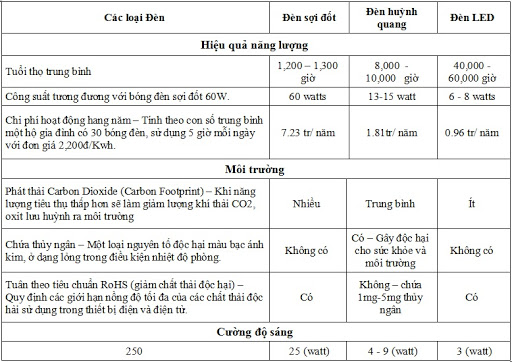 Các loại Đèn
Đèn sợi đốt
Đèn huỳnh
quang
Đèn LED
Hiệu quả năng lượng
Tuổi thọ trung bình
1,200 – 1,300
giờ
8,000 -
10,000 giờ
40,000 -
60,000 giờ
Công suất tương đương với bóng đèn sợi đốt 60W.
60 watts
13-15 watt
6 - 8 watts
Chi phí hoạt động hang năm – Tính theo con số trung bình
một hộ gia đình có 30 bóng đèn, sử dụng 5 giờ mỗi ngày
với đơn giá 2,200đ/Kwh.
7.23 tr/ năm
1.81tr/ năm
0.96 tr/ năm
Môi trường
Phát thải Carbon Dioxide (Carbon Footprint) – Khi năng
lượng tiêu thụ thấp hơn sẽ làm giảm lượng khí thải CO2,
oxit lưu huỳnh ra môi trường
Nhiều
Trung bình
Ít
Chứa thủy ngân – Một loại nguyên tố độc hại màu bạc ánh
kim, ở dạng lỏng trong điều kiện nhiệt độ phòng.
Không có
Có – Gây độc hại
cho sức khỏe và
môi trường
Không có
Tuân theo tiêu chuẩn RoHS (giảm chất thải độc hại) –
Quy định các giới hạn nồng độ tối đa của các chất thải độc
hải sử dụng trong thiết bị điện và điện tử.
Có
Không – chứa
1mg-5mg thủy
ngân
Có
Cường độ sáng
250
25 (watt)
4 - 9 (watt)
3 (watt)